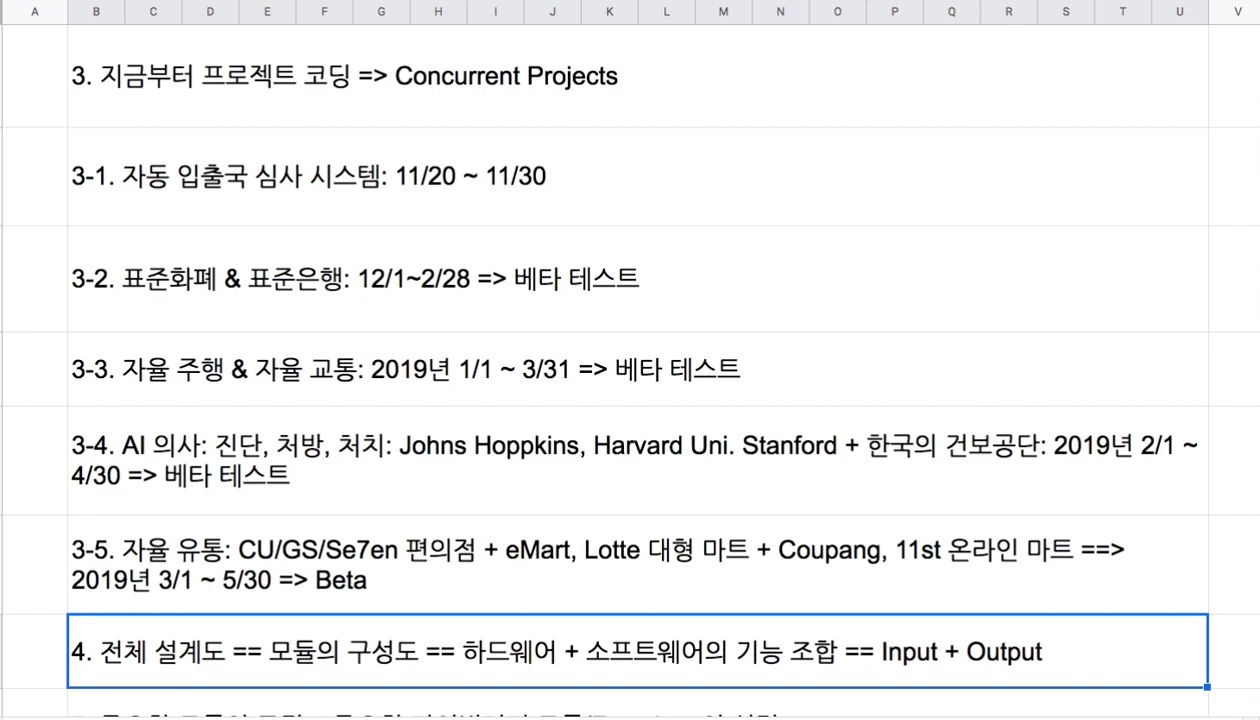 A B C D E F G H I J K L M N O P Q R S T U V
3. 지금부터 프로젝트 코딩 => Concurrent Projects
3-1. 자동 입출국 심사 시스템: 11/20 ~ 11/30
3-2. 표준화폐 & 표준은행: 12/1~2/28 => 베타 테스트
3-3. 자율 주행 & 자율 교통: 2019년 1/1 ~ 3/31 => 베타 테스트
3-4. AI 의사: 진단, 처방, 처치: Johns Hoppkins, Harvard Uni. Stanford + 한국의 건보공단: 2019년 2/1 ~
4/30 => 베타 테스트
3-5. 자율 유통: CU/GS/Se7en 편의점 + eMart, Lotte 대형 마트 + Coupang, 11st 온라인 마트 ==>
2019년 3/1 ~ 5/30 => Beta
4. 전체 설계도 == 모듈의 구성도 == 하드웨어 + 소프트웨어의 기능 조합 == Input + Output